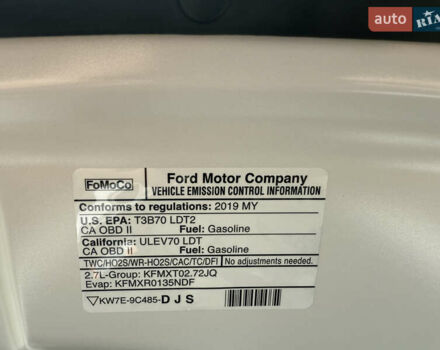 auto RIA
FoMoCo
Ford Motor Company
VEHICLE EMISSION CONTROL INFORMATION
Conforms to regulations: 2019 MY
U.S. EPA: T3B70 LDT2
CA OBD II Fuel: Gasoline
California: ULEV70 LDT
CA OBD II Fuel: Gasoline
TWC/HO2S/WR-HO2S/CAC/TC/DFI No adjustments needed.
2.7L-Group: KFMXT02.72JQ
Evap: KFMXR0135NDF
KW7E-9C485-DJS